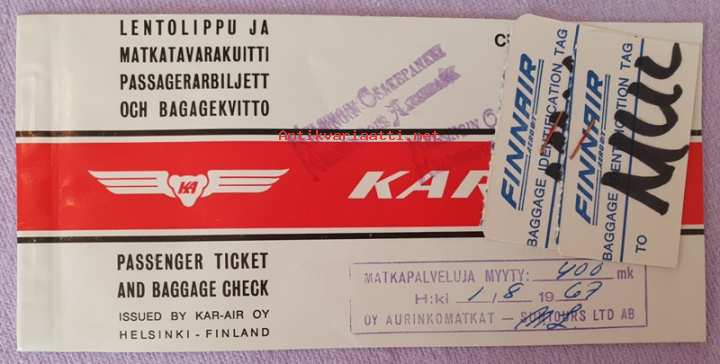 LENTOLIPPU JA
MATKATAVARAKUITTI
PASSAGERARBILJETT
OCH BAGAGEKVITTO
Antikvariaatti.net
KA
KAR
PASSENGER TICKET
AND BAGGAGE CHECK
ISSUED BY KAR-AIR OY
HELSINKI - FINLAND
MATKAPALVELUJA MYYTY: 400 mk
H:ki 1/8 1967
OY AURINKOMATKAT — SUNTOURS LTD AB
FINNAIR
BAGGAGE IDENTIFICATION TAG
FINNAIR
BAGGAGE IDENTIFICATION TAG
TO
MUC